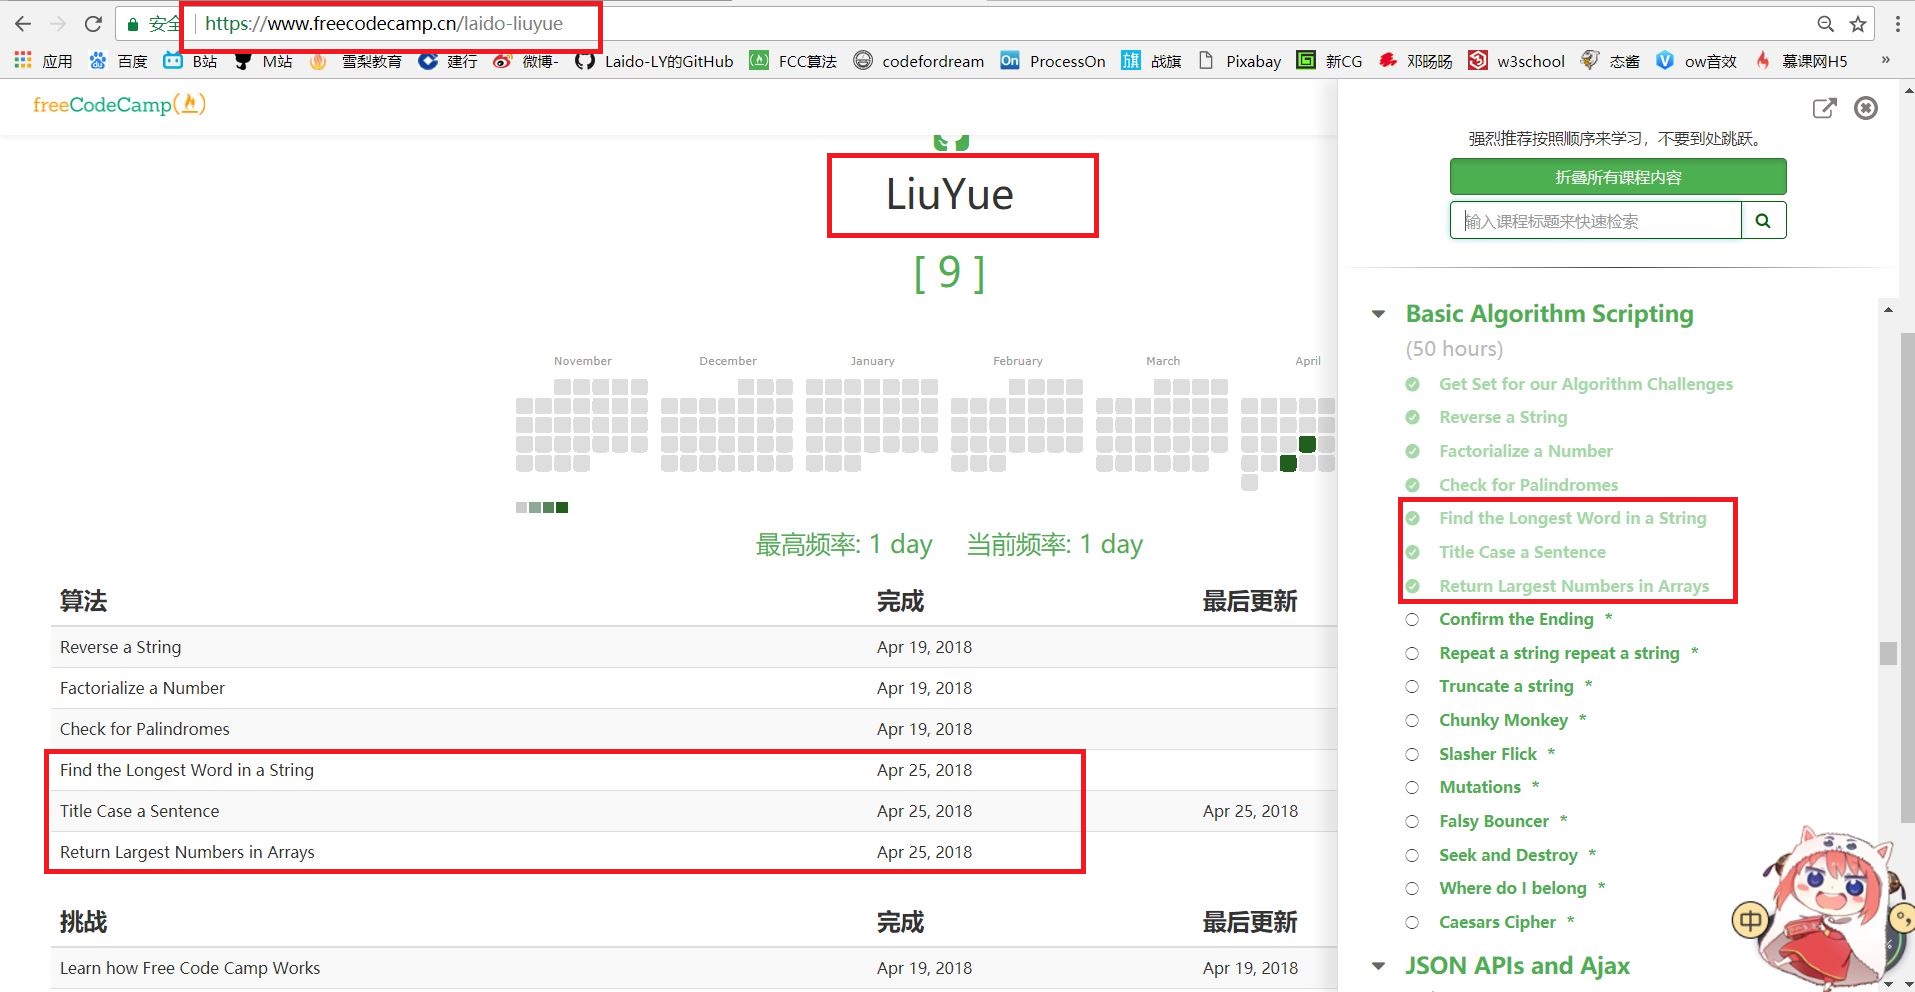 安全 https://www.freecodecamp.cn/laido-liuyue
应用 百度 B站 M站 雪梨教育 建行 微博- Laido-LY的GitHub FCC算法 codefordream On ProcessOn 旗 战旗 Pixabay 新CG 邓旸旸 w3school 态酱 ow音效 慕课网H5 »
freeCodeCamp
LiuYue
[ 9 ]
November December January February March April
最高频率: 1 day 当前频率: 1 day
算法 完成 最后更新
Reverse a String Apr 19, 2018
Factorialize a Number Apr 19, 2018
Check for Palindromes Apr 19, 2018
Find the Longest Word in a String Apr 25, 2018
Title Case a Sentence Apr 25, 2018 Apr 25, 2018
Return Largest Numbers in Arrays Apr 25, 2018
挑战 完成 最后更新
Learn how Free Code Camp Works Apr 19, 2018 Apr 19, 2018
强烈推荐按照顺序来学习，不要到处跳跃。
折叠所有课程内容
输入课程标题来快速检索
Basic Algorithm Scripting
(50 hours)
Get Set for our Algorithm Challenges
Reverse a String
Factorialize a Number
Check for Palindromes
Find the Longest Word in a String
Title Case a Sentence
Return Largest Numbers in Arrays
Confirm the Ending *
Repeat a string repeat a string *
Truncate a string *
Chunky Monkey *
Slasher Flick *
Mutations *
Falsy Bouncer *
Seek and Destroy *
Where do I belong *
Caesars Cipher *
中
JSON APIs and Ajax